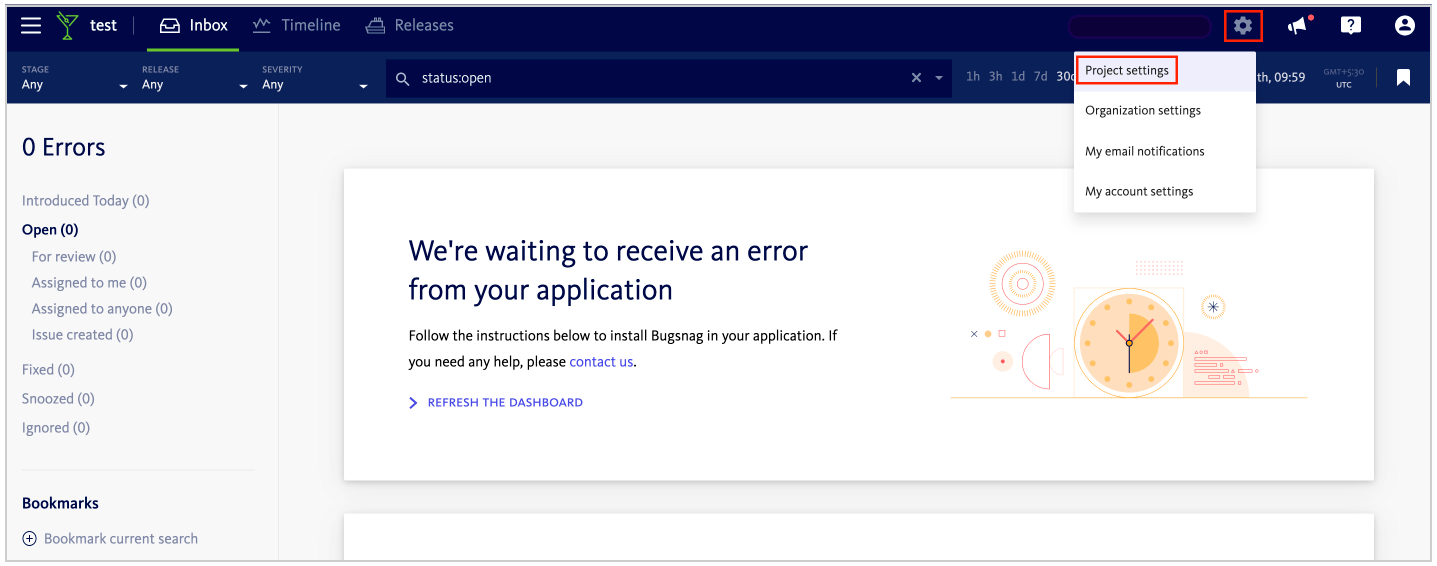 test
Inbox
Timeline
Releases
STAGE
Any
RELEASE
Any
SEVERITY
Any
status:open
1h 3h 1d 7d
th, 09:59
GMT+5:30
UTC
Project settings
Organization settings
My email notifications
My account settings
0 Errors
Introduced Today (0)
Open (0)
For review (0)
Assigned to me (0)
Assigned to anyone (0)
Issue created (0)
Fixed (0)
Snoozed (0)
Ignored (0)
Bookmarks
Bookmark current search
We're waiting to receive an error
from your application
Follow the instructions below to install Bugsnag in your application. If
you need any help, please contact us.
REFRESH THE DASHBOARD